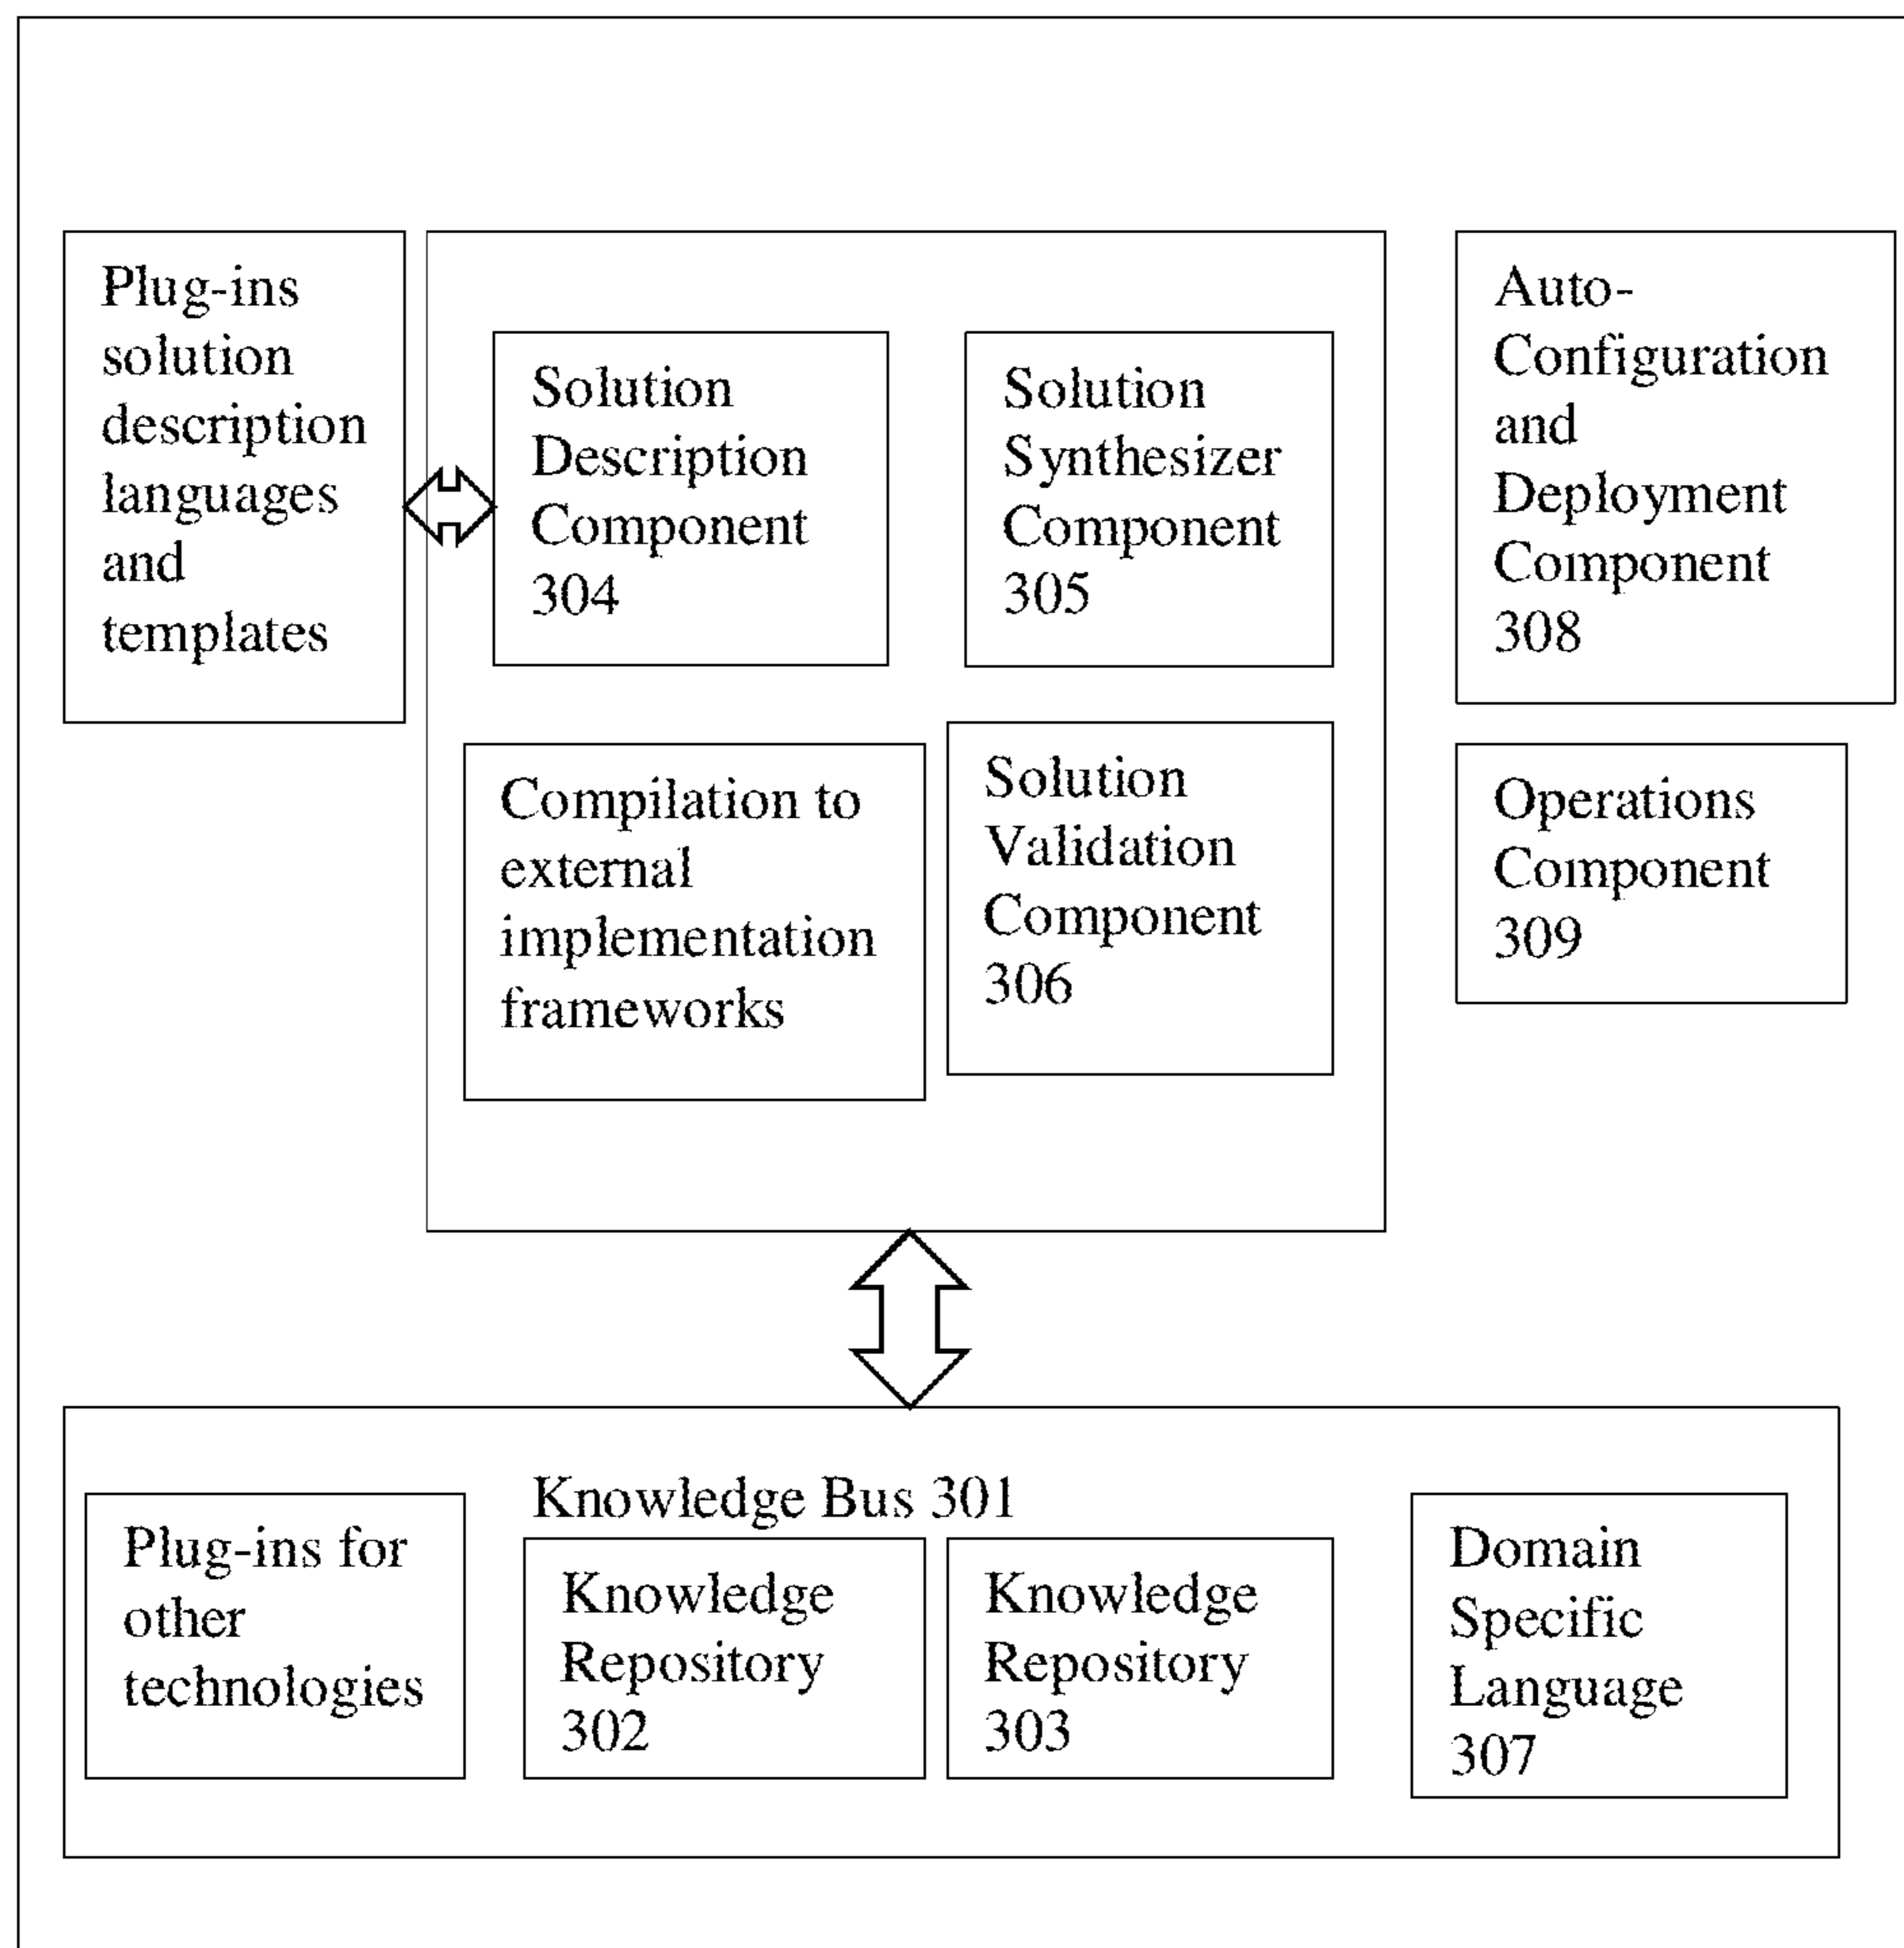 Plug-ins
solution
description
languages
and
templates
Solution
Description
Component
304
Solution
Synthesizer
Component
305
Auto-
Configuration
and
Deployment
Component
308
Compilation to
external
implementation
frameworks
Solution
Validation
Component
306
Operations
Component
309
Knowledge Bus 301
Plug-ins for
other
technologies
Knowledge
Repository
302
Knowledge
Repository
303
Domain
Specific
Language
307